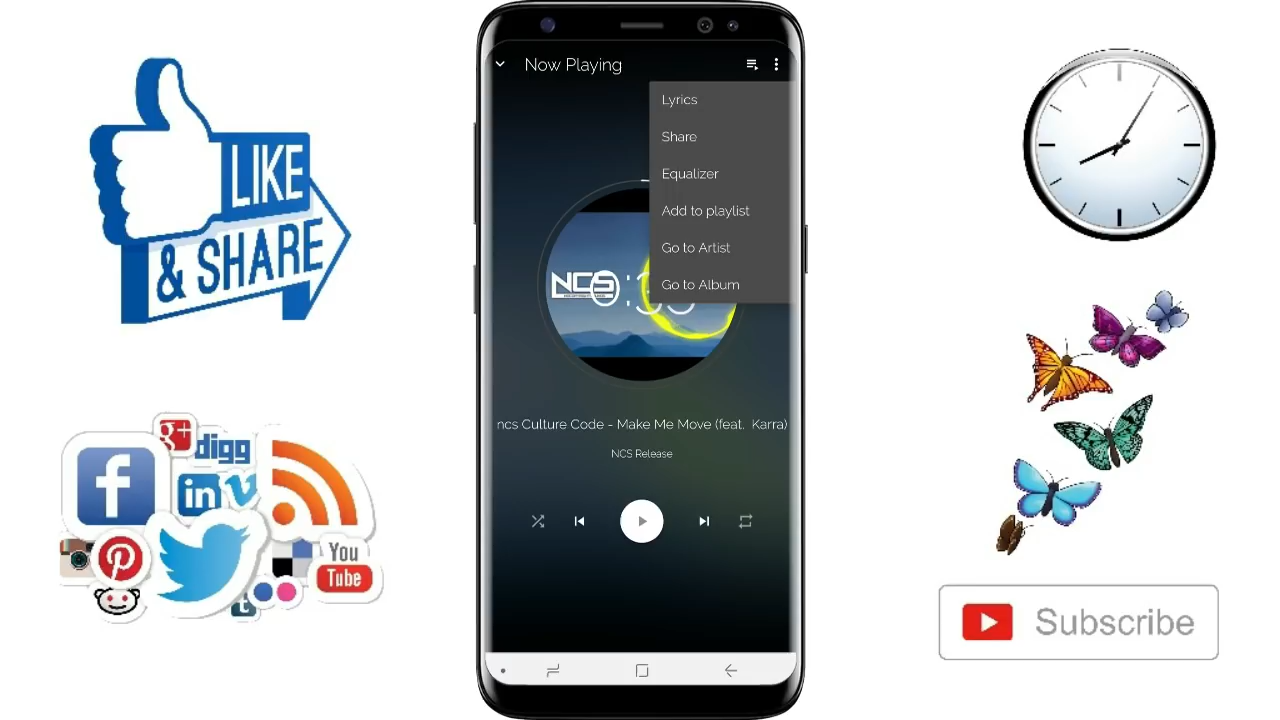 LIKE
& SHARE
g+
digg
f
in
V
You
Tube
t
Now Playing
Lyrics
Share
Equalizer
Add to playlist
Go to Artist
Go to Album
NCS
ncs Culture Code - Make Me Move (feat. Karra)
NCS Release
Subscribe